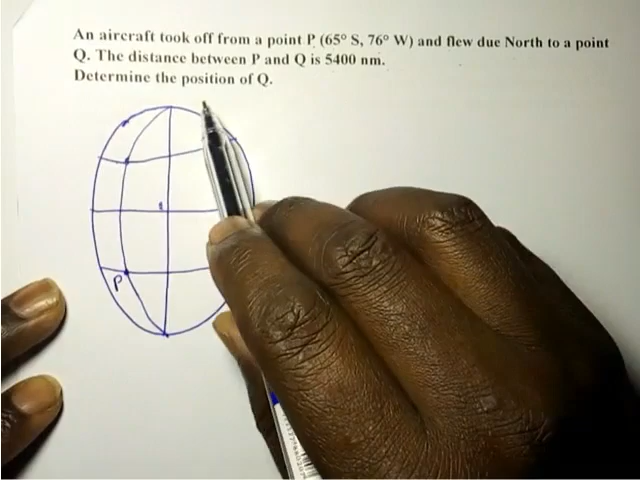 An aircraft took off from a point P (65° S, 76° W) and flew due North to a point
Q. The distance between P and Q is 5400 nm.
Determine the position of Q.
P